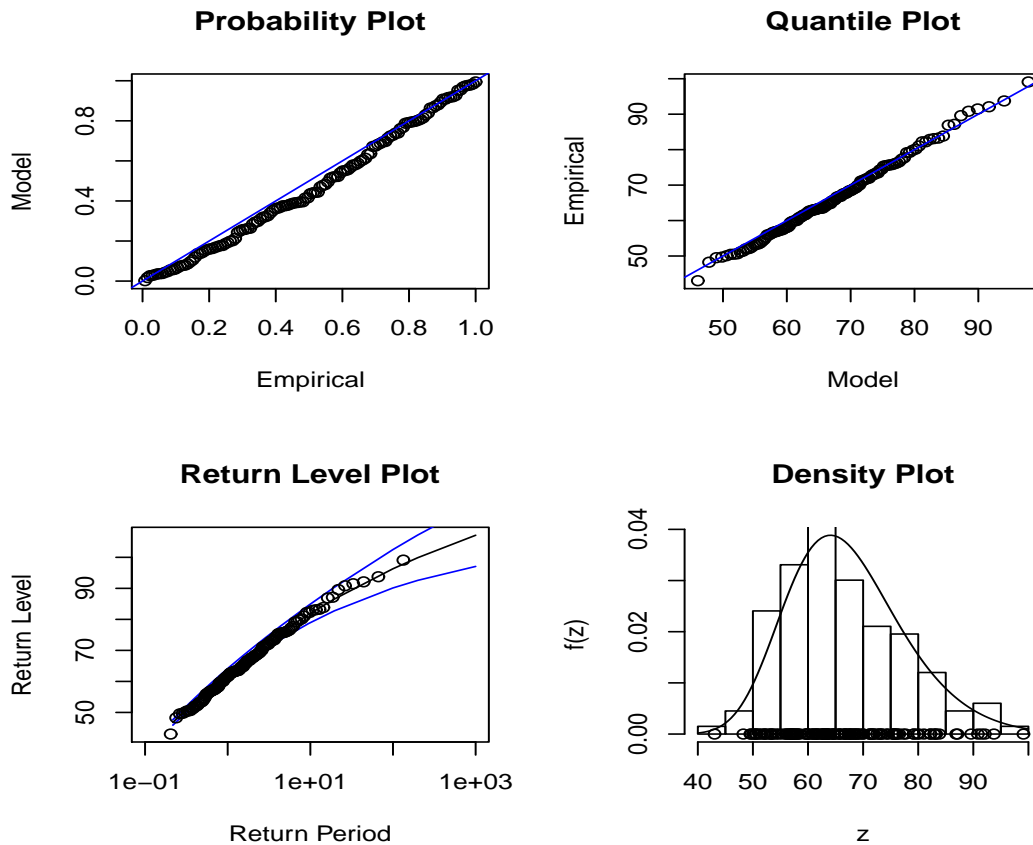 Probability Plot
Model
0.0 0.4 0.8
0.0 0.2 0.4 0.6 0.8 1.0
Empirical
Quantile Plot
Empirical
50 70 90
50 60 70 80 90
Model
Return Level Plot
Return Level
50 70 90
1e−01 1e+01 1e+03
Return Period
Density Plot
f(z)
0.00 0.02 0.04
40 50 60 70 80 90
z